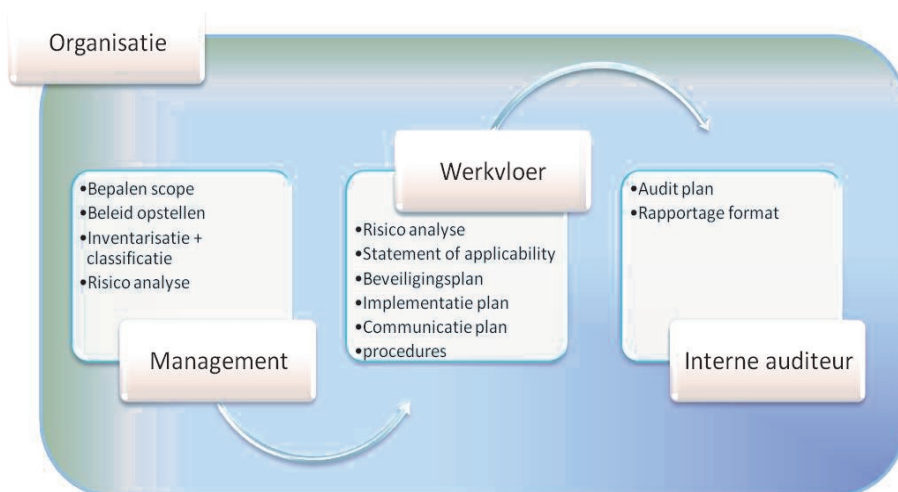 Organisatie
•Bepalen scope
•Beleid opstellen
•Inventarisatie +
classificatie
•Risico analyse
Management
Werkvloer
•Risico analyse
•Statement of applicability
•Beveiligingsplan
•Implementatie plan
•Communicatie plan
•procedures
•Audit plan
•Rapportage format
Interne auditeur